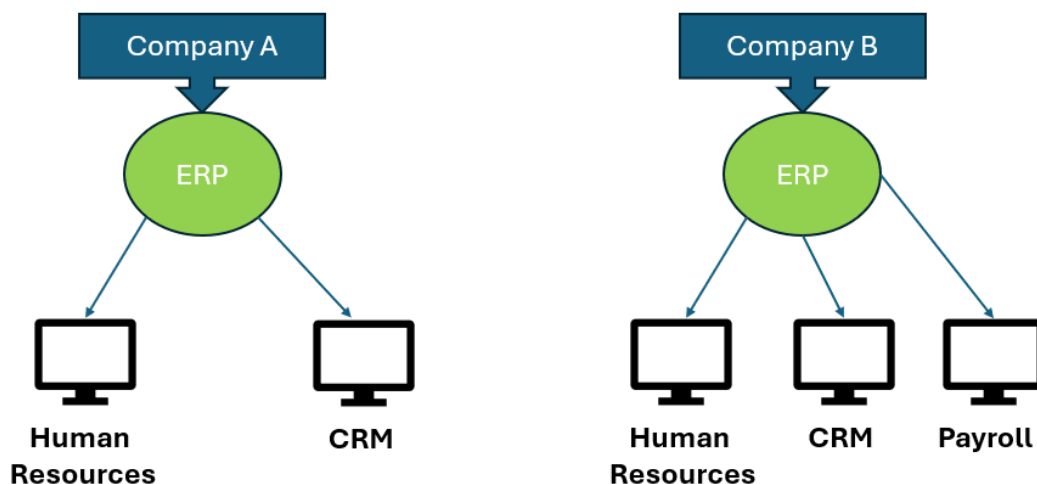 Company A
Company B
ERP
ERP
Human
Resources
CRM
Human
Resources
CRM
Payroll